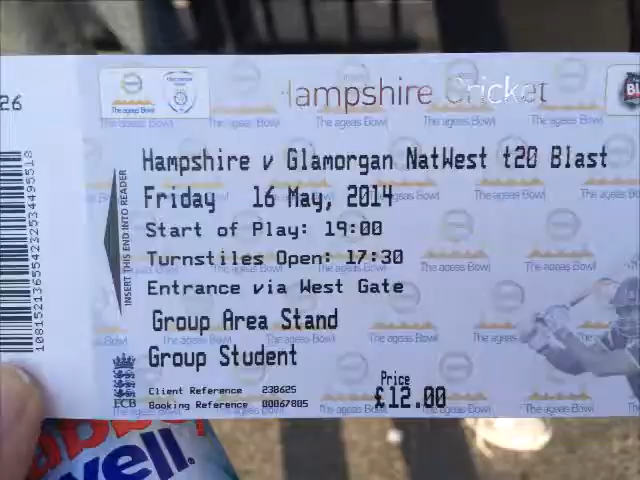 26
Hampshire Cricket
The ageas Bowl
Hampshire v Glamorgan NatWest t20 Blast
Friday 16 May, 2014
Start of Play: 19:00
Turnstiles Open: 17:30
Entrance via West Gate
Group Area Stand
Group Student
Client Reference 238625
Booking Reference 00067805
Price
£12.00
INSERT THIS END INTO READER
ECB
well.